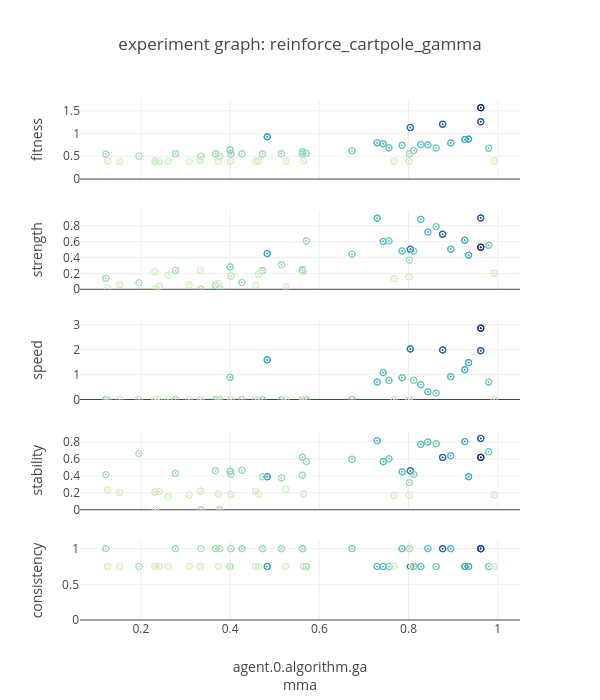 experiment graph: reinforce_cartpole_gamma
fitness
1.5
1
0.5
0
strength
0.8
0.6
0.4
0.2
0
speed
3
2
1
0
stability
0.8
0.6
0.4
0.2
0
consistency
1
0.5
0
0.2 0.4 0.6 0.8 1
agent.0.algorithm.ga
mma